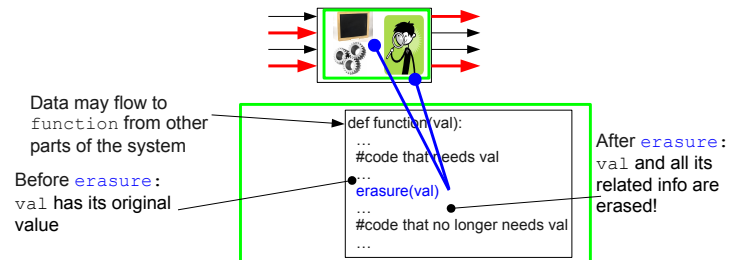 Data may flow to
function from other
parts of the system
Before erasure:
val has its original
value
def function(val):
…
#code that needs val
…
erasure(val)
…
#code that no longer needs val
…
After erasure:
val and all its
related info are
erased!